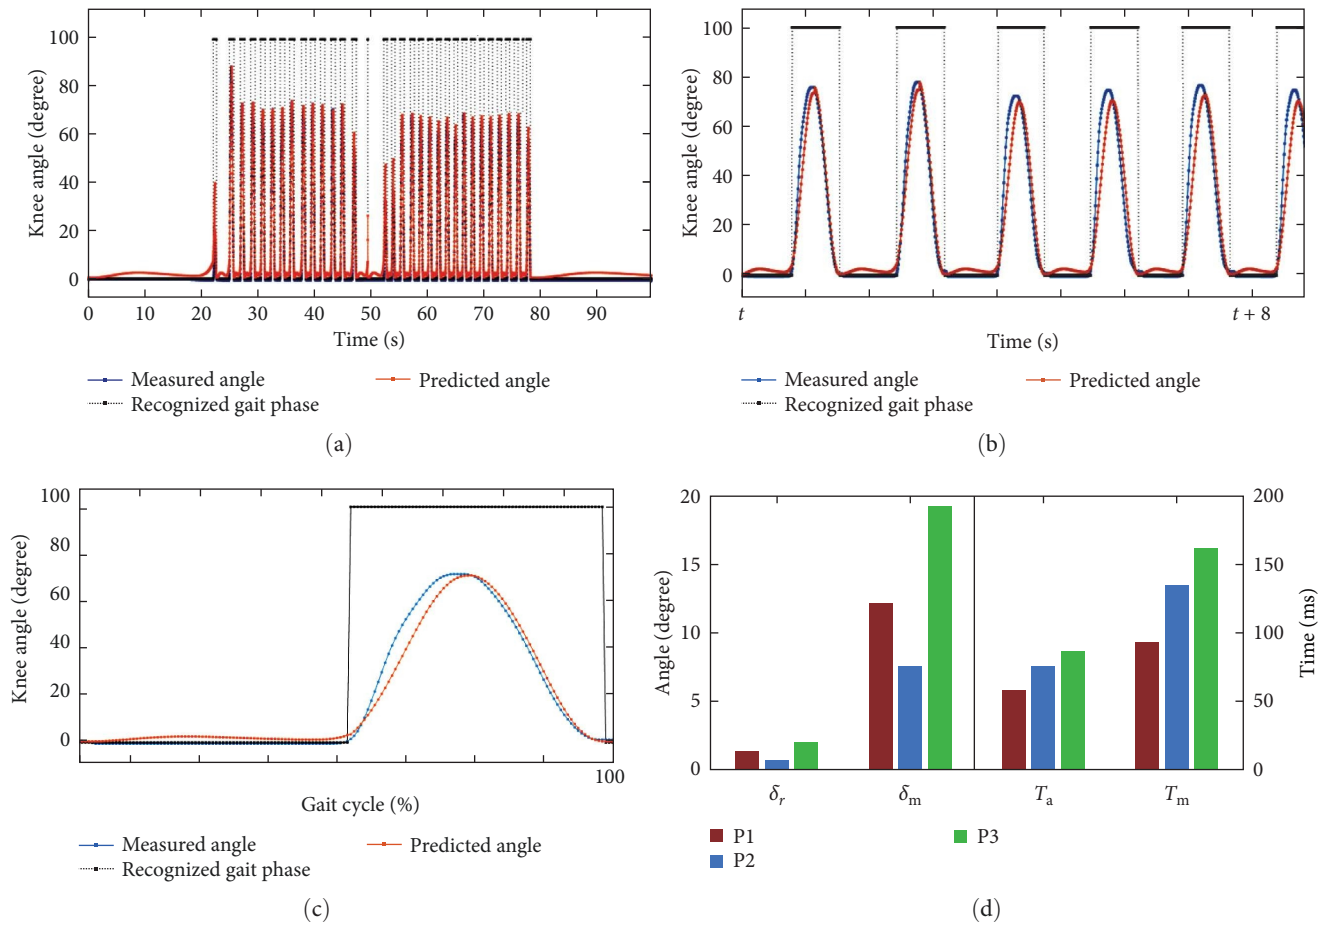 100
80
60
40
20
0
Knee angle (degree)
0 10 20 30 40 50 60 70 80 90
Time (s)
Measured angle
Predicted angle
Recognized gait phase
(a)
100
80
60
40
20
0
Knee angle (degree)
t t + 8
Time (s)
Measured angle
Predicted angle
Recognized gait phase
(b)
100
80
60
40
20
0
Knee angle (degree)
100
Gait cycle (%)
Measured angle
Predicted angle
Recognized gait phase
(c)
20
15
10
5
0
Angle (degree)
200
150
100
50
0
Time (ms)
δr δm Ta Tm
P1
P2
P3
(d)